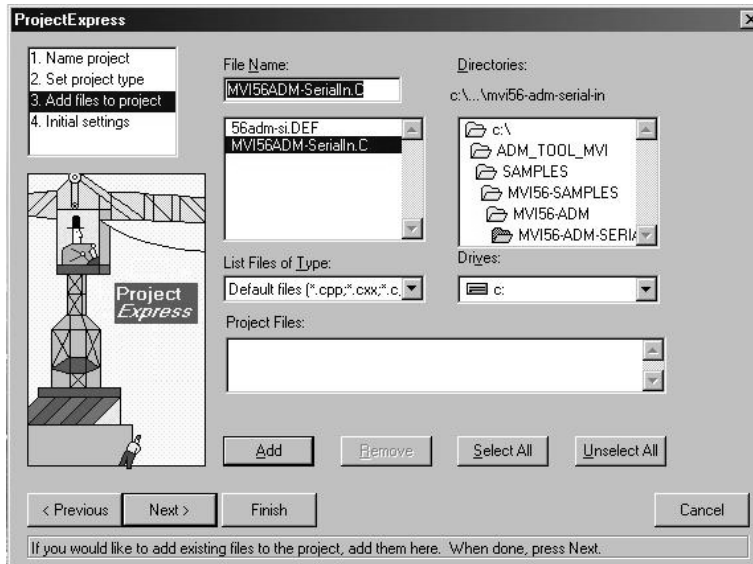 ProjectExpress
1. Name project
2. Set project type
3. Add files to project
4. Initial settings
File Name:
MVI56ADM-SerialIn.C
56adm-si.DEF
MVI56ADM-SerialIn.C
List Files of Type:
Default files (*.cpp;*.cxx;*.c,
Directories:
c:\...\mvi56-adm-serial-in
c:\
ADM_TOOL_MVI
SAMPLES
MVI56-SAMPLES
MVI56-ADM
MVI56-ADM-SERIA
Drives:
c:
Project Files:
Project
Express
Add
Remove
Select All
Unselect All
< Previous
Next >
Finish
Cancel
If you would like to add existing files to the project, add them here. When done, press Next.